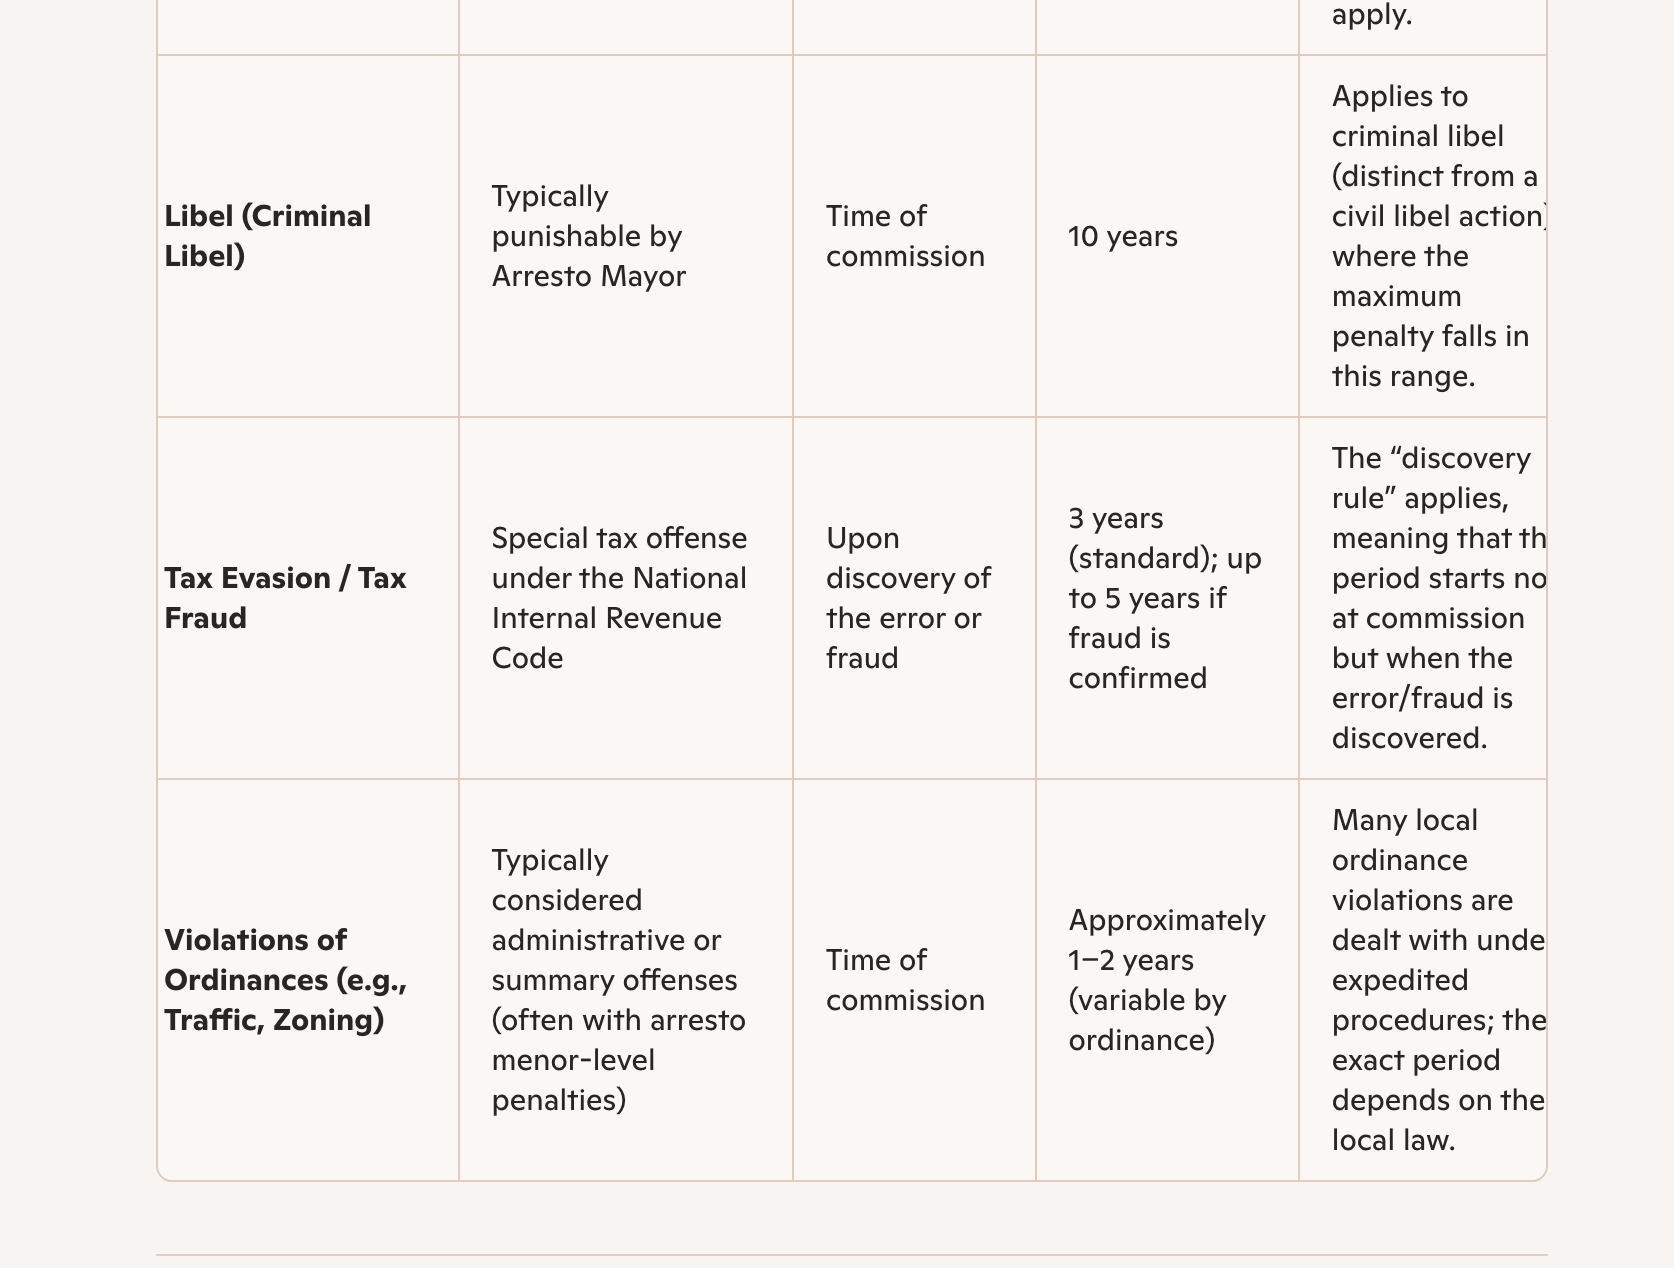 apply.
Libel (Criminal
Libel)
Typically
punishable by
Arresto Mayor
Time of
commission
10 years
Applies to
criminal libel
(distinct from a
civil libel action)
where the
maximum
penalty falls in
this range.
Tax Evasion / Tax
Fraud
Special tax offense
under the National
Internal Revenue
Code
Upon
discovery of
the error or
fraud
3 years
(standard); up
to 5 years if
fraud is
confirmed
The “discovery
rule” applies,
meaning that th
period starts no
at commission
but when the
error/fraud is
discovered.
Violations of
Ordinances (e.g.,
Traffic, Zoning)
Typically
considered
administrative or
summary offenses
(often with arresto
menor-level
penalties)
Time of
commission
Approximately
1–2 years
(variable by
ordinance)
Many local
ordinance
violations are
dealt with unde
expedited
procedures; the
exact period
depends on the
local law.